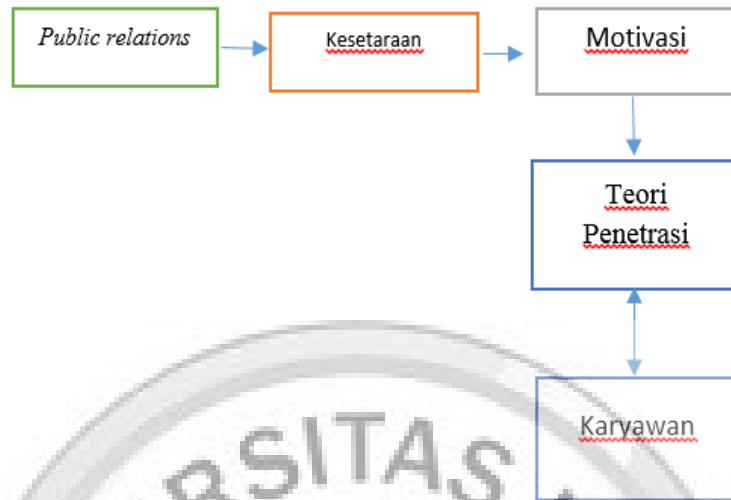 Public relations
Kesetaraan
Motivasi
Teori
Penetrasi
Karyawan
RSITAS